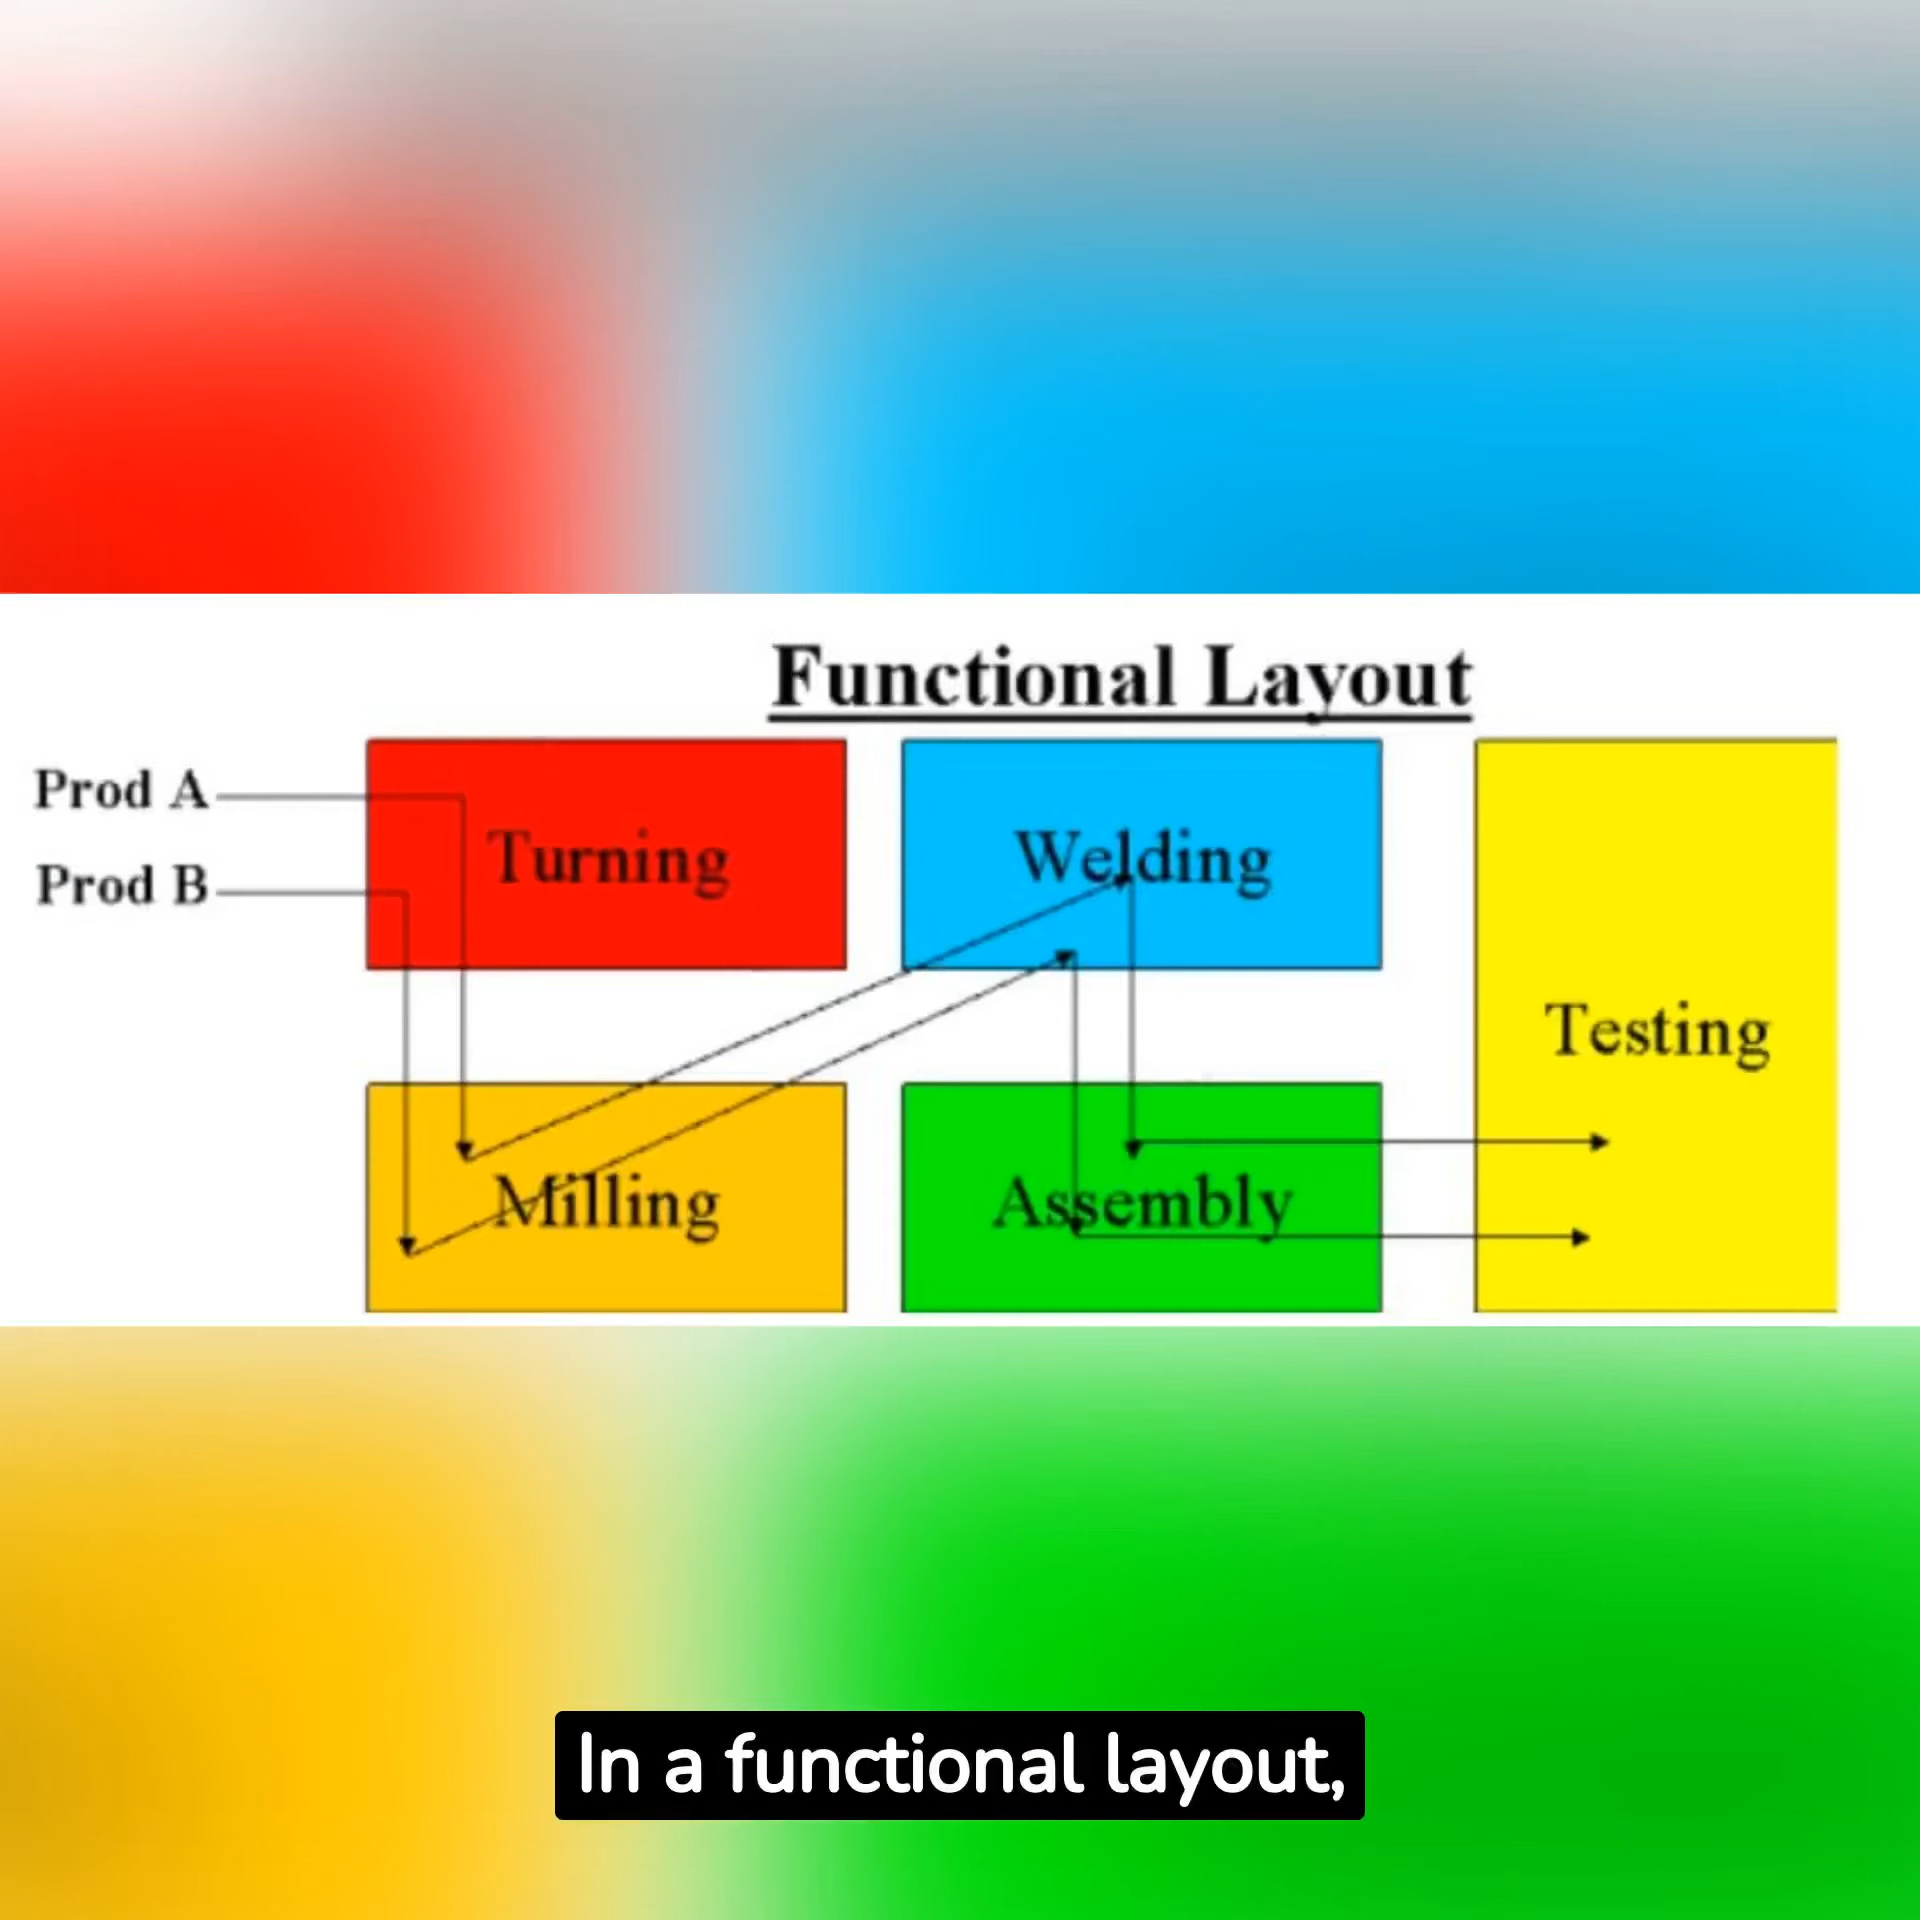 Functional Layout
Prod A
Prod B
Turning
Welding
Testing
Milling
Assembly
In a functional layout,